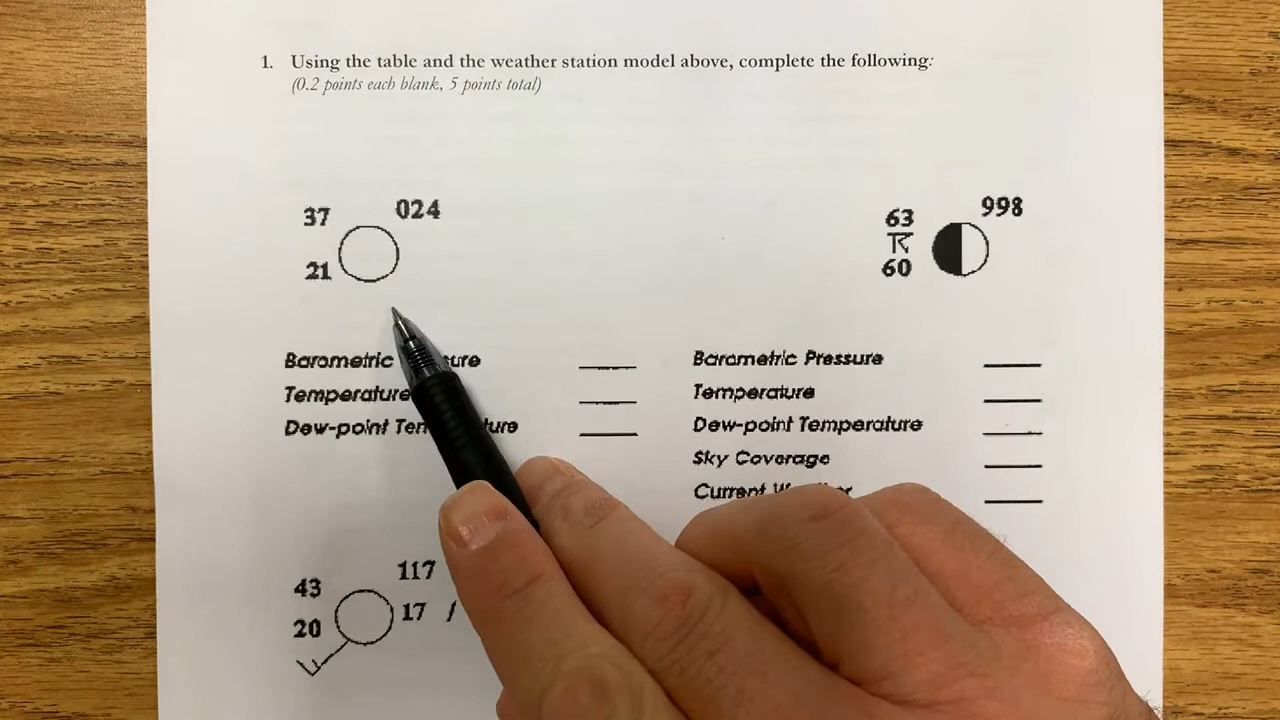 1. Using the table and the weather station model above, complete the following:
(0.2 points each blank, 5 points total)
37 024
21
63 998
60
Barometric
Temperature
Dew-point
Barometric Pressure
Temperature
Dew-point Temperature
Sky Coverage
Current
43 117
20 17 /